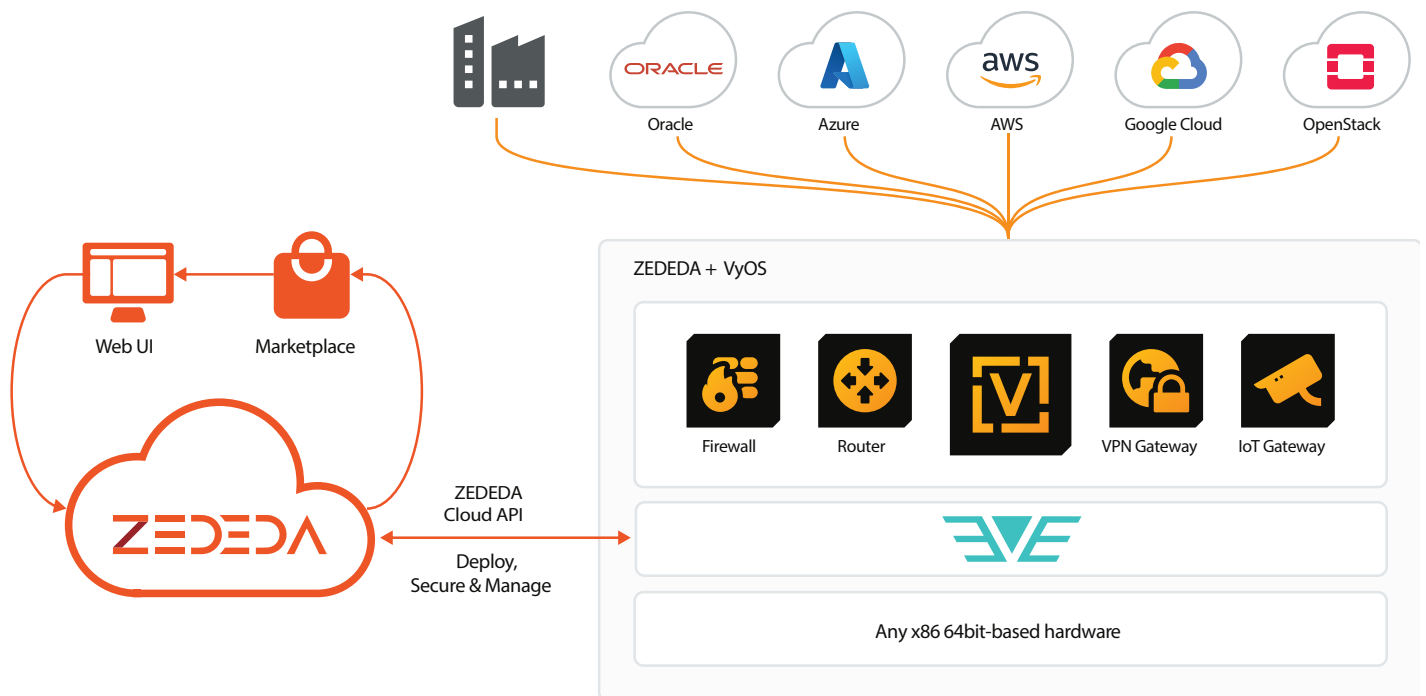 ORACLE
aws
Oracle
Azure
AWS
Google Cloud
OpenStack
Web UI
Marketplace
ZEDEDA
ZEDEDA
Cloud API
Deploy,
Secure & Manage
ZEDEDA + VyOS
V
Firewall
Router
VPN Gateway
IoT Gateway
EVE
Any x86 64bit-based hardware